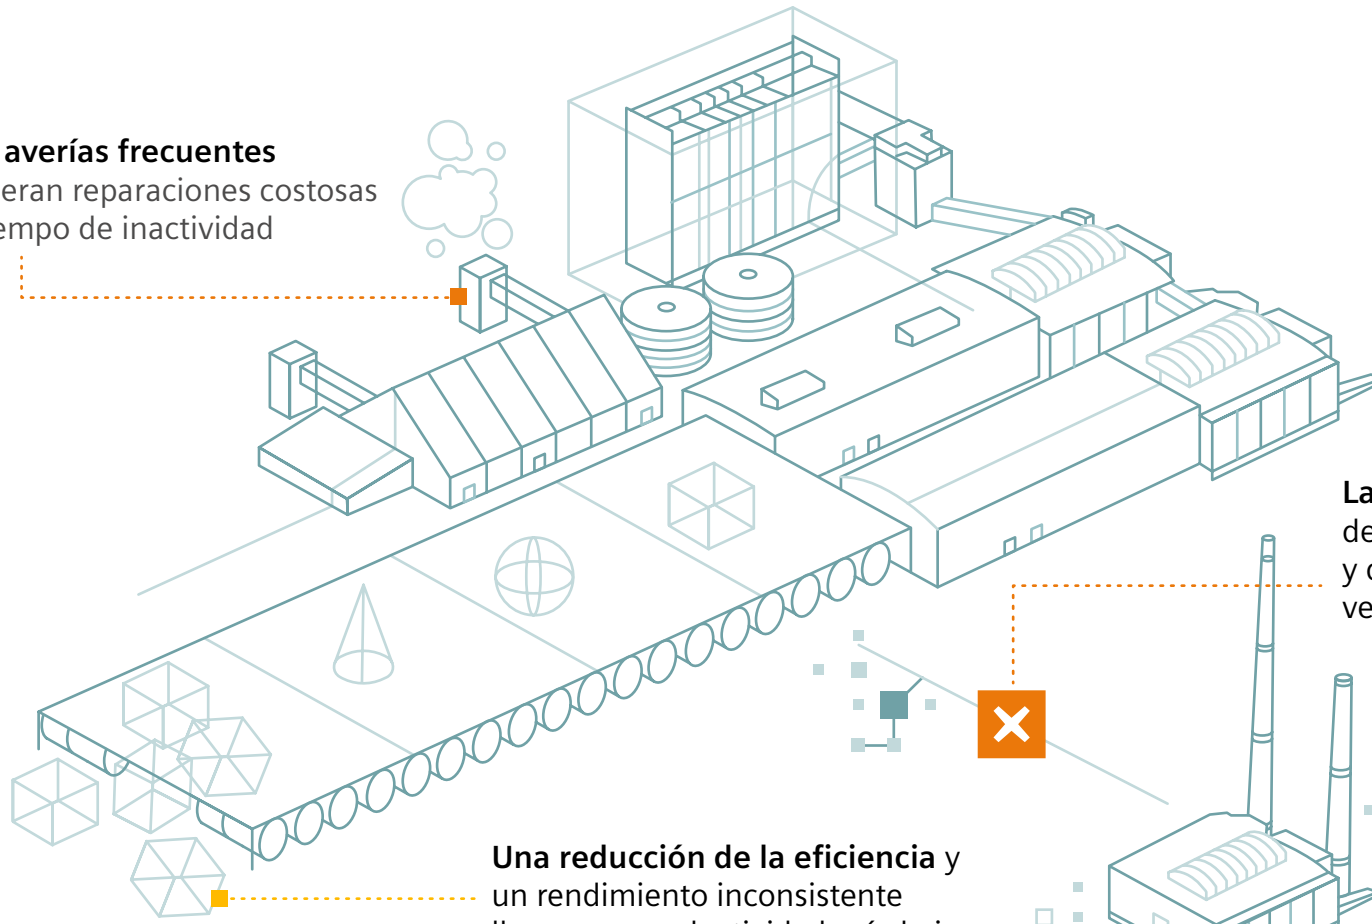 averías frecuentes
eran reparaciones costosas
empo de inactividad
La
de
y
ve
Una reducción de la eficiencia y
un rendimiento inconsistente